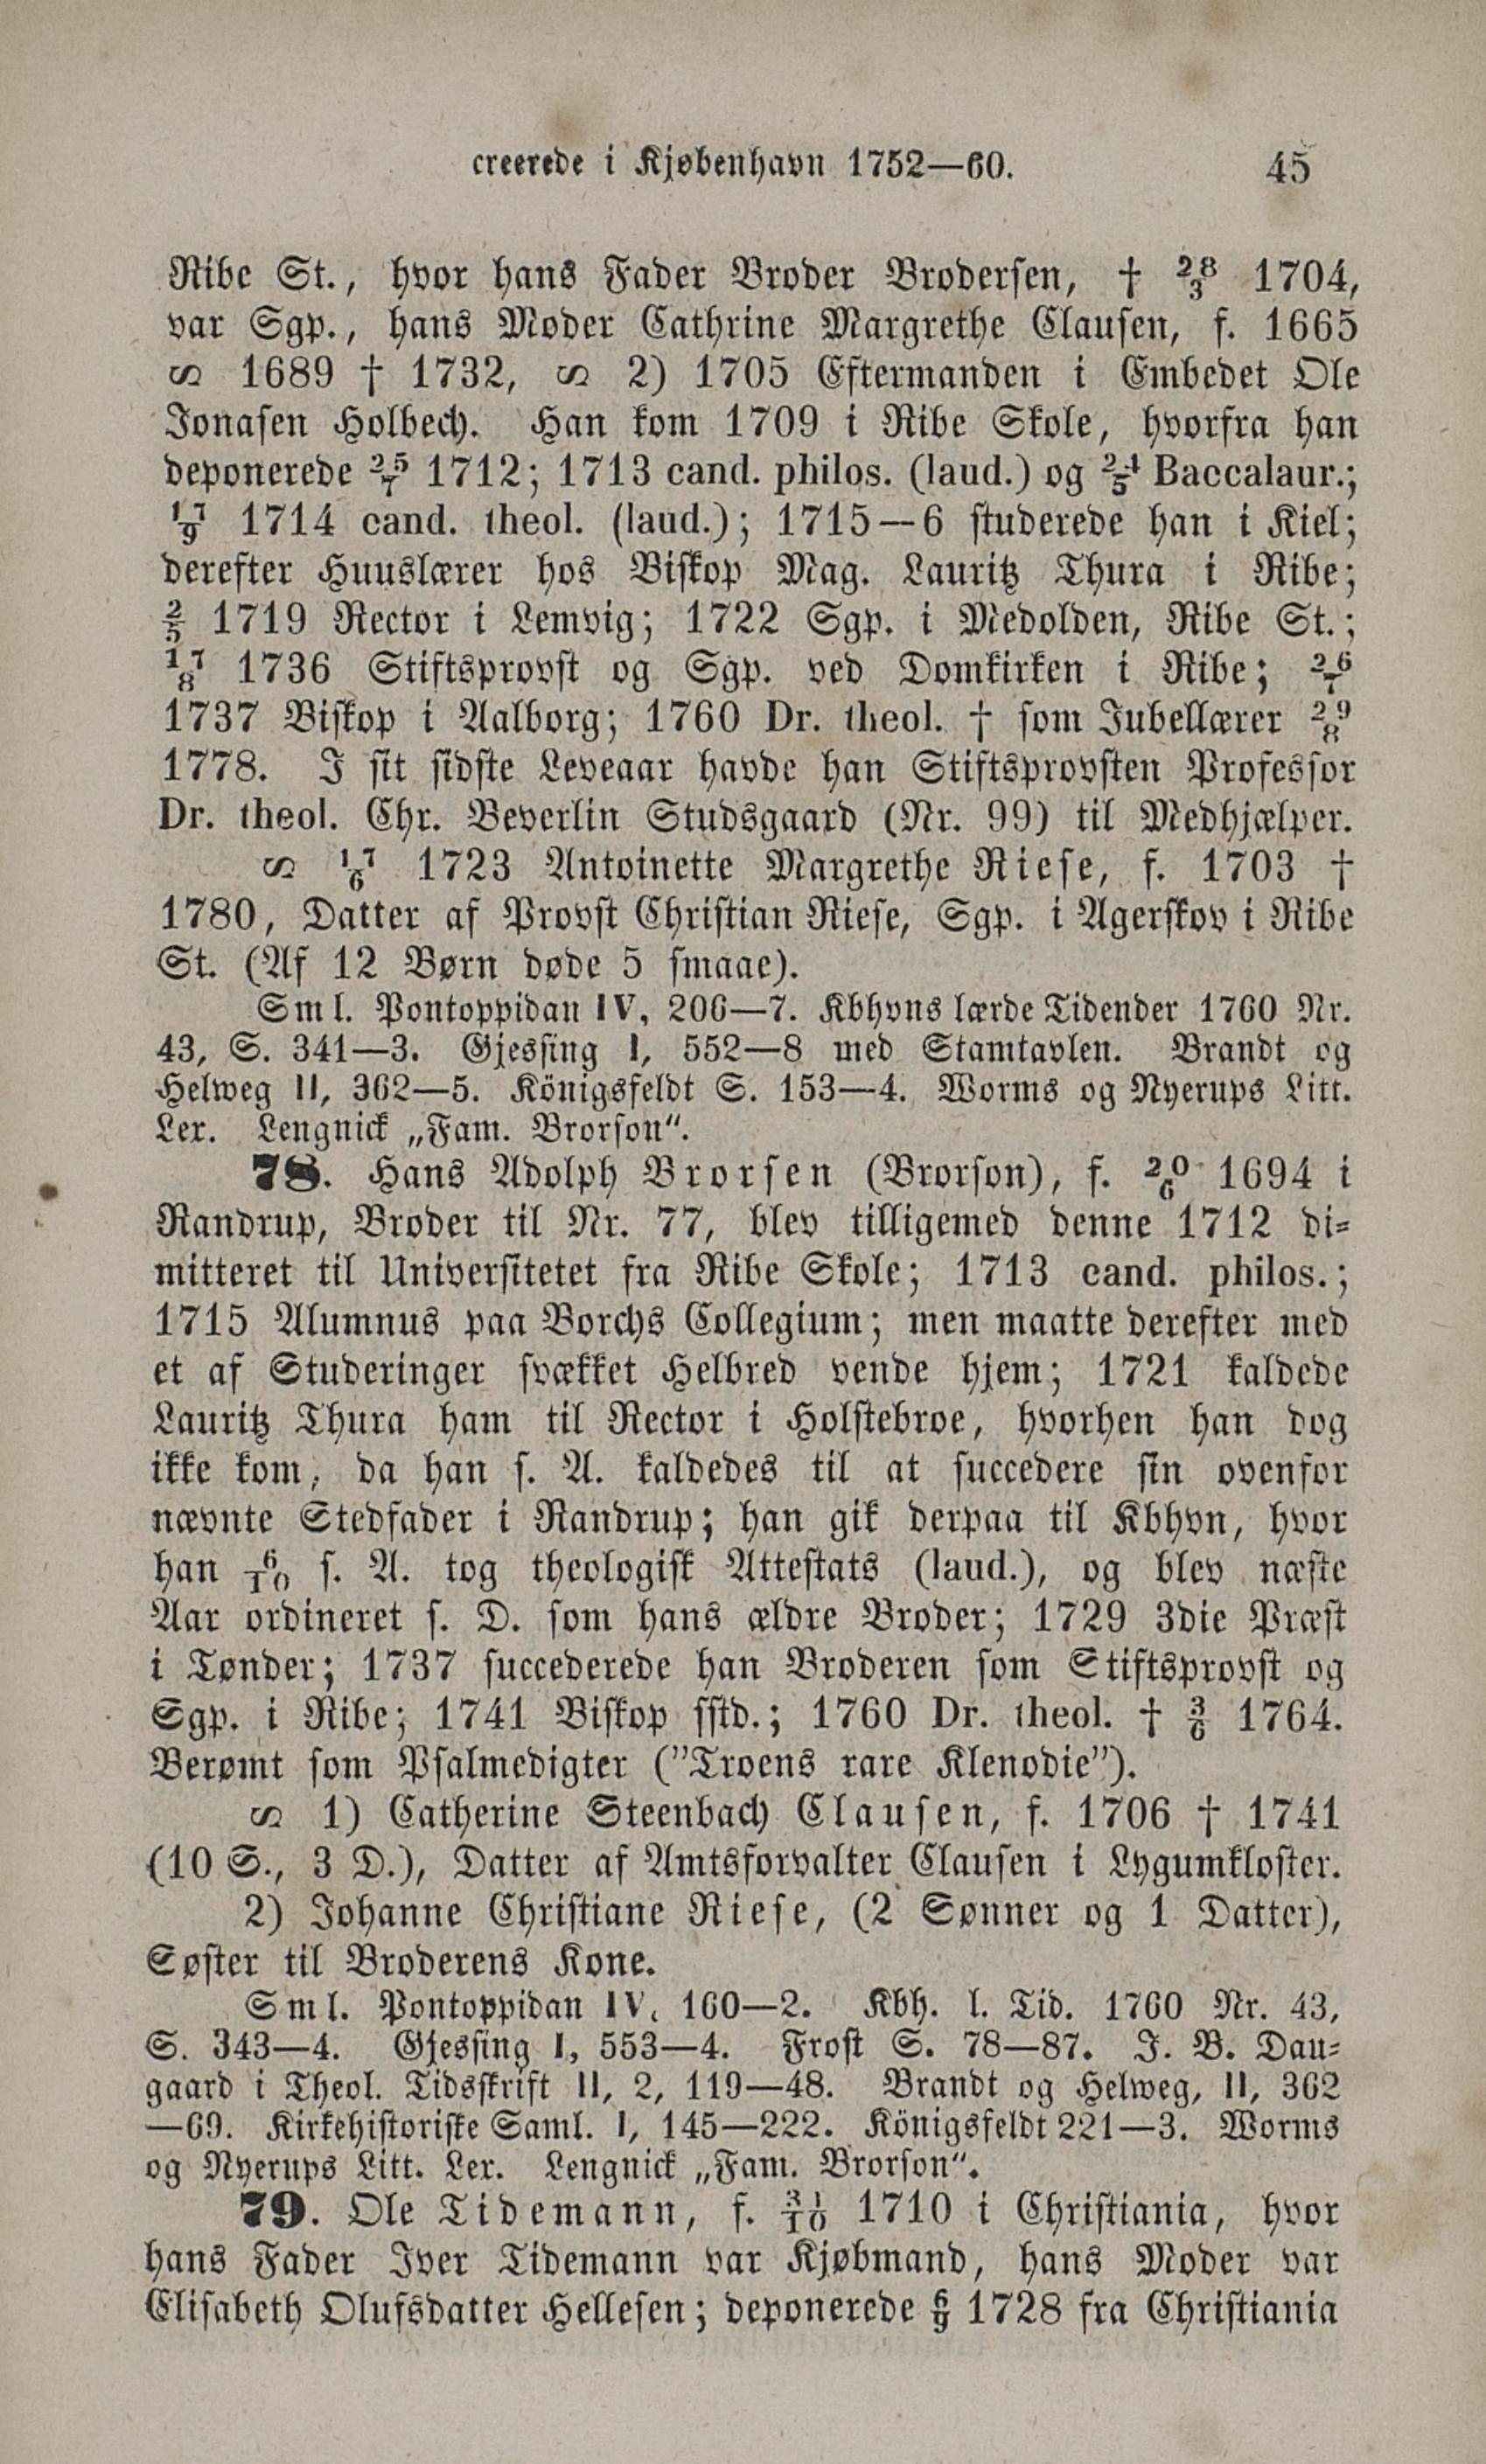 creerede i Kjøbenhavn 1752—60. 45
Ribe St., hvor hans Fader Broder Brodersen, † 28/3 1704,
var Sgp., hans Moder Cathrine Margrethe Clausen, f. 1665
∽ 1689 † 1732, ∽ 2) 1705 Eftermanden i Embedet Ole
Jonasen Holbech. Han kom 1709 i Ribe Skole, hvorfra han
deponerede 25/7 1712; 1713 cand. philos. (laud.) og 24/5 Baccalaur.;
17/9 1714 cand. theol. (laud.); 1715—6 studerede han i Kiel;
derefter Huuslærer hos Biskop Mag. Lauritz Thura i Ribe;
2/5 1719 Rector i Lemvig; 1722 Sgp. i Medolden, Ribe St.;
17/8 1736 Stiftsprovst og Sgp. ved Domkirken i Ribe; 26/7
1737 Biskop i Aalborg; 1760 Dr. theol. † som Jubellærer 29/8
1778. I sit sidste Leveaar havde han Stiftsprovsten Professor
Dr. theol. Chr. Beverlin Studsgaard (Nr. 99) til Medhjælper.
∽ 17/6 1723 Antoinette Margrethe Riese, f. 1703 †
1780, Datter af Provst Christian Riese, Sgp. i Agerskov i Ribe
St. (Af 12 Børn døde 5 smaae).
Sml. Pontoppidan IV, 206—7. Kbhvns lærde Tidender 1760 Nr.
43, S. 341—3. Gjessing I, 552—8 med Stamtavlen. Brandt og
Helweg II, 362—5. Königsfeldt S. 153—4. Worms og Nyerups Litt.
Lex. Lengnick „Fam. Brorson“.
78. Hans Adolph Brorsen (Brorson), f. 20/6 1694 i
Randrup, Broder til Nr. 77, blev tilligemed denne 1712 di-
mitteret til Universitetet fra Ribe Skole; 1713 cand. philos.;
1715 Alumnus paa Borchs Collegium; men maatte derefter med
et af Studeringer svækket Helbred vende hjem; 1721 kaldede
Lauritz Thura ham til Rector i Holstebroe, hvorhen han dog
ikke kom, da han s. A. kaldedes til at succedere sin ovenfor
nævnte Stedfader i Randrup; han gik derpaa til Kbhvn, hvor
han 6/10 s. A. tog theologisk Attestats (laud.), og blev næste
Aar ordineret s. D. som hans ældre Broder; 1729 3die Præst
i Tønder; 1737 succederede han Broderen som Stiftsprovst og
Sgp. i Ribe; 1741 Biskop sstd.; 1760 Dr. theol. † 3/6 1764.
Berømt som Psalmedigter (”Troens rare Klenodie”).
∽ 1) Catherine Steenbach Clausen, f. 1706 † 1741
(10 S., 3 D.), Datter af Amtsforvalter Clausen i Lygumkloster.
2) Johanne Christiane Riese, (2 Sønner og 1 Datter),
Søster til Broderens Kone.
Sml. Pontoppidan IV, 160—2. Kbh. l. Tid. 1760 Nr. 43,
S. 343—4. Gjessing I, 553—4. Frost S. 78—87. J. B. Dau-
gaard i Theol. Tidsskrift II, 2, 119—48. Brandt og Helweg, II, 362
—69. Kirkehistoriske Saml. I, 145—222. Königsfeldt 221—3. Worms
og Nyerups Litt. Lex. Lengnick „Fam. Brorson“.
79. Ole Tidemann, f. 31/10 1710 i Christiania, hvor
hans Fader Iver Tidemann var Kjøbmand, hans Moder var
Elisabeth Olufsdatter Hellesen; deponerede 6/9 1728 fra Christiania